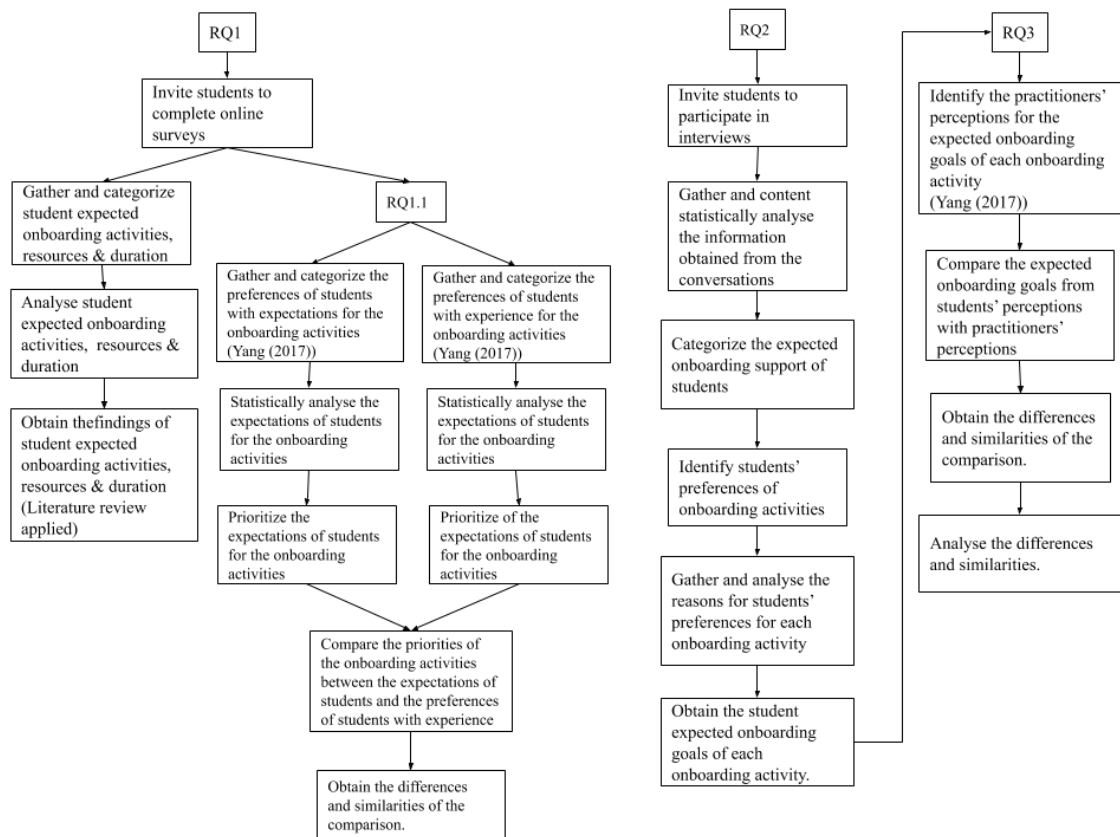 RQ1
Invite students to
complete online
surveys
Gather and categorize
student expected
onboarding activities,
resources & duration
Analyse student
expected onboarding
activities, resources &
duration
Obtain thefindings of
student expected
onboarding activities,
resources & duration
(Literature review
applied)
RQ1.1
Gather and categorize the
preferences of students
with expectations for the
onboarding activities
(Yang (2017))
Statistically analyse the
expectations of students
for the onboarding
activities
Prioritize the
expectations of students
for the onboarding
activities
Gather and categorize the
preferences of students
with experience for the
onboarding activities
(Yang (2017))
Statistically analyse the
expectations of students
for the onboarding
activities
Prioritize of the
expectations of students
for the onboarding
activities
Compare the priorities of
the onboarding activities
between the expectations of
students and the preferences
of students with experience
Obtain the differences
and similarities of the
comparison.
RQ2
Invite students to
participate in
interviews
Gather and content
statistically analyse
the information
obtained from the
conversations
Categorize the expected
onboarding support of
students
Identify students’
preferences of
onboarding activities
Gather and analyse the
reasons for students’
preferences for each
onboarding activity
Obtain the student
expected onboarding
goals of each
onboarding activity.
RQ3
Identify the practitioners’
perceptions for the
expected onboarding
goals of each onboarding
activity
(Yang (2017))
Compare the expected
onboarding goals from
students’ perceptions
with practitioners’
perceptions
Obtain the differences
and similarities of the
comparison.
Analyse the differences
and similarities.